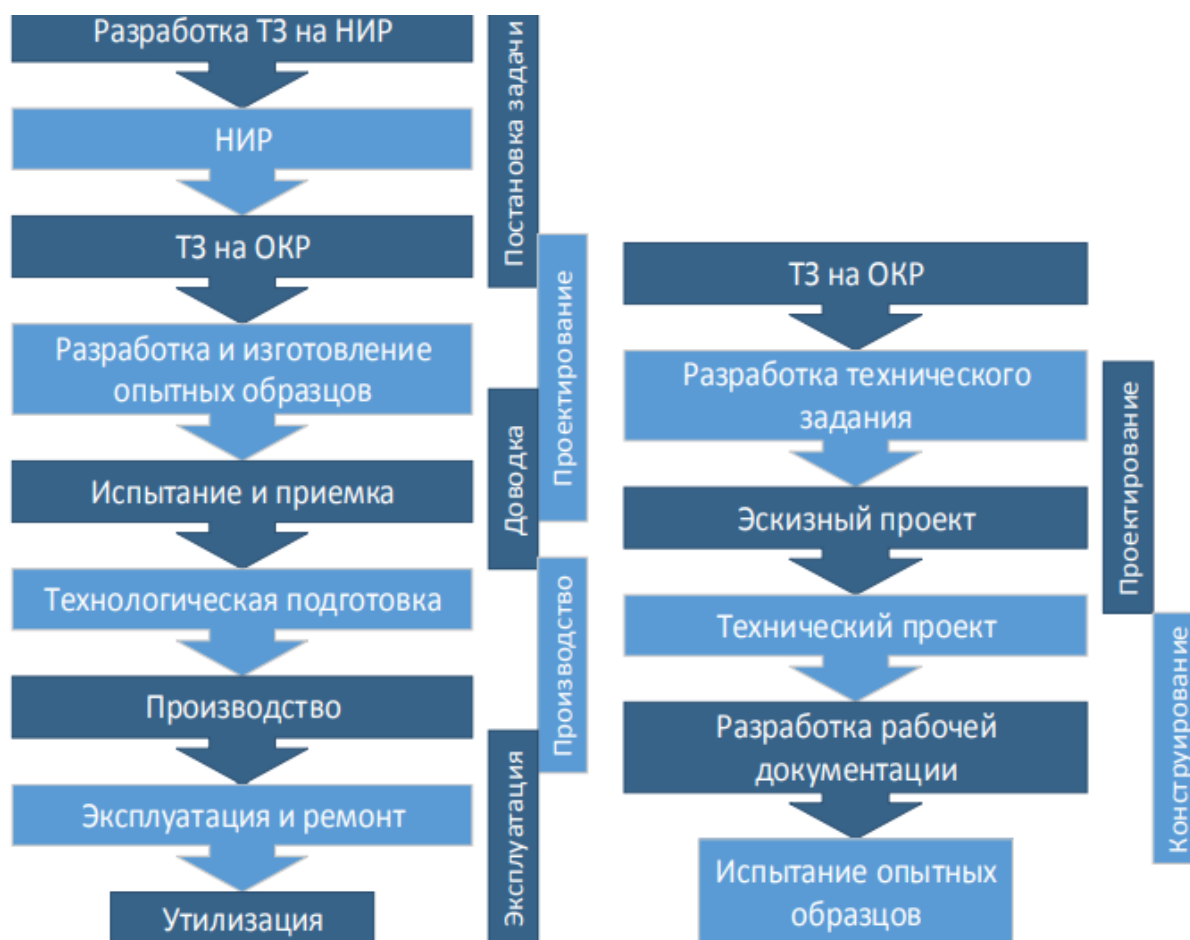 Разработка ТЗ на НИР
НИР
ТЗ на ОКР
Разработка и изготовление
опытных образцов
Испытание и приемка
Технологическая подготовка
Производство
Эксплуатация и ремонт
Утилизация
Постановка задачи
Проектирование
Доводка
Производство
Эксплуатация
ТЗ на ОКР
Разработка технического
задания
Эскизный проект
Технический проект
Разработка рабочей
документации
Испытание опытных
образцов
Проектирование
Конструирование